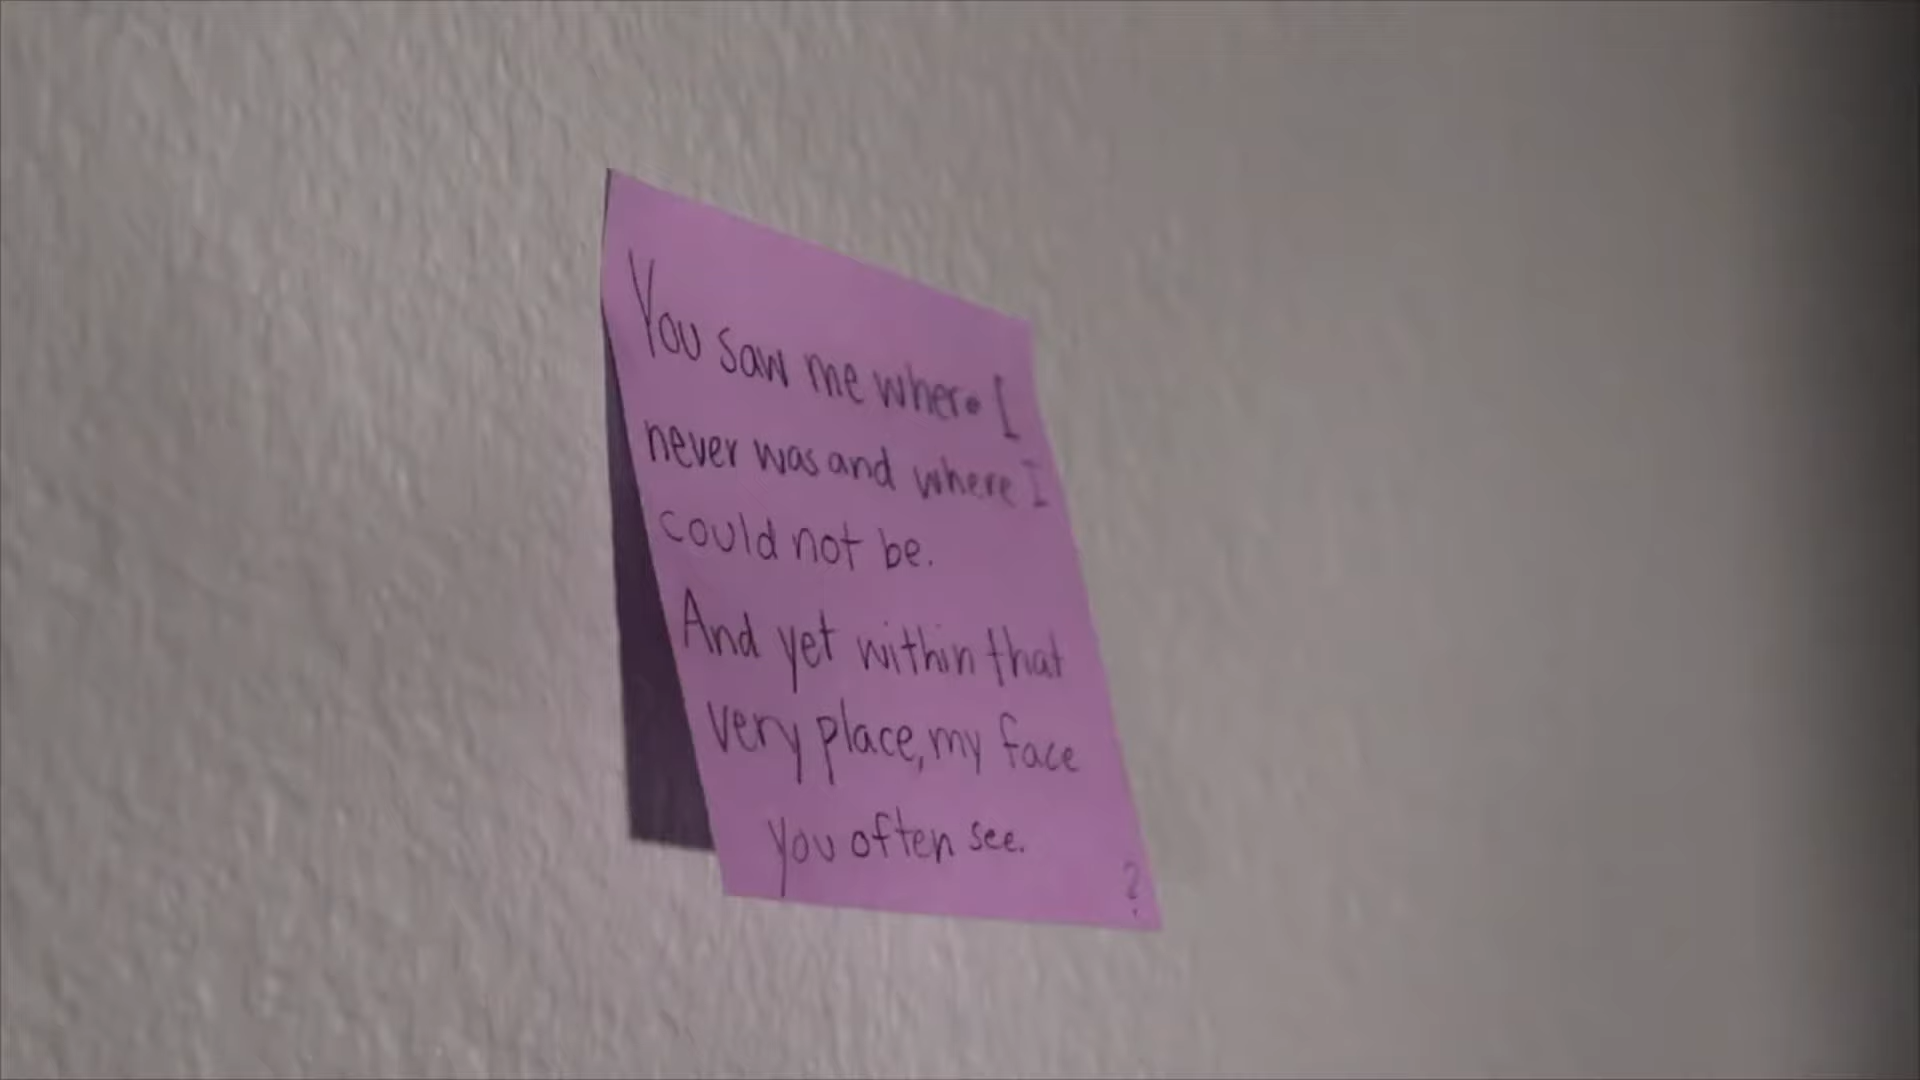 You saw me where I
never was and where I
could not be.
And yet within that
very place, my face
you often see.
?